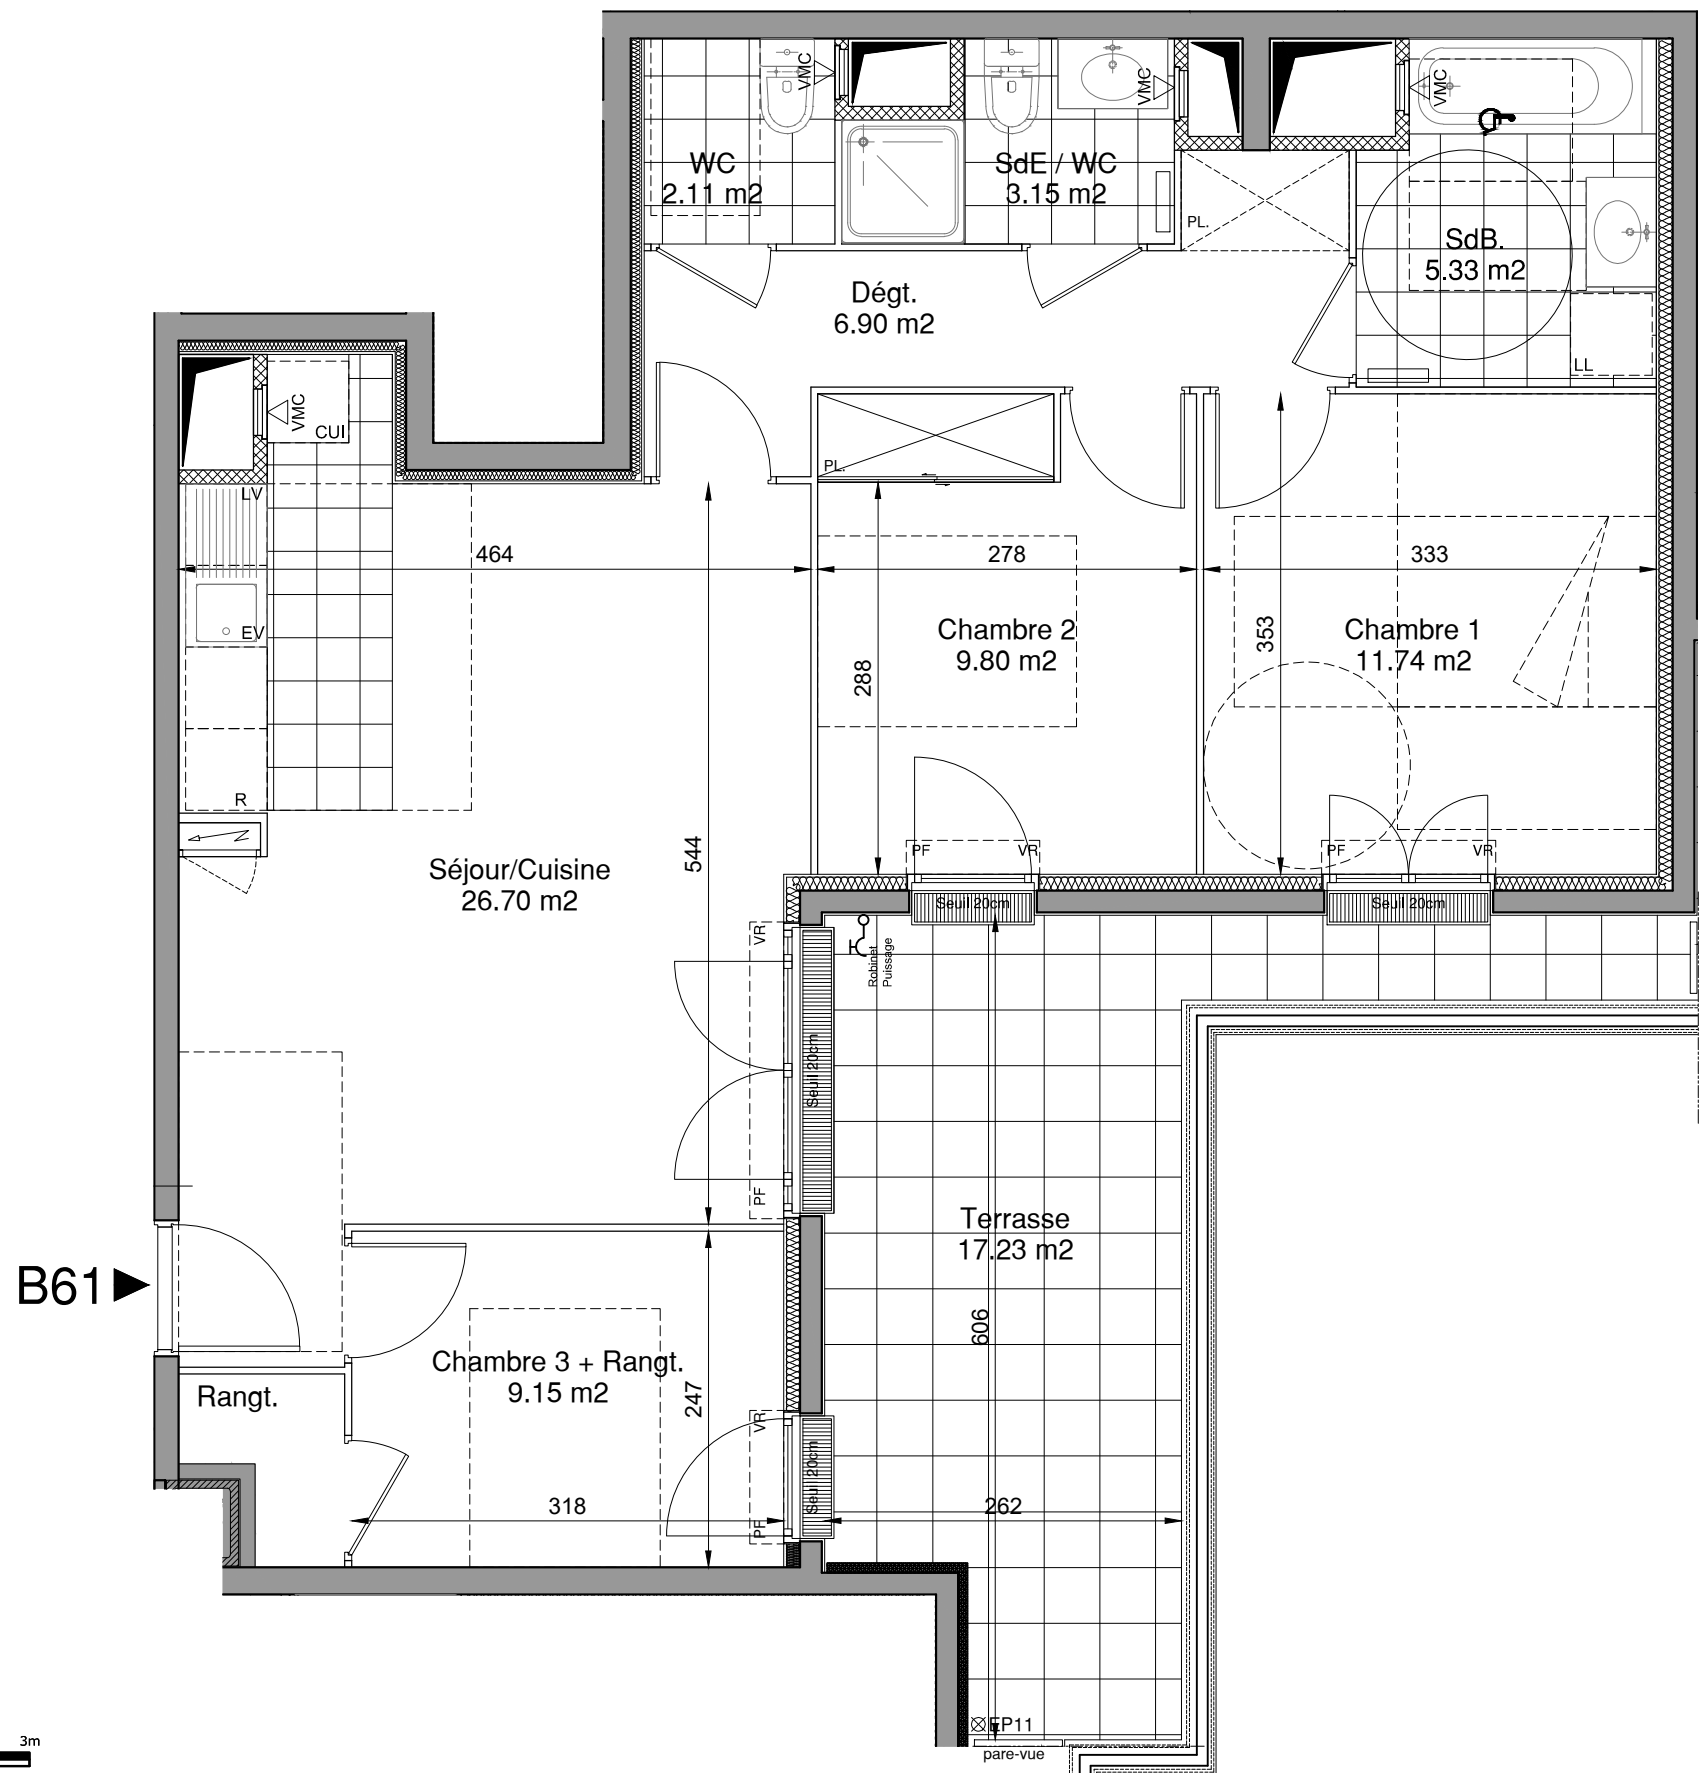 VMC
VMC
VMC
WC
2.11 m2
SdE / WC
3.15 m2
PL.
SdB.
5.33 m2
Dégt.
6.90 m2
LL
VMC
CUI
PL.
LV
464
278
333
EV
Chambre 2
9.80 m2
353
Chambre 1
11.74 m2
288
R
544
PF
VR
PF
VR
Séjour/Cuisine
26.70 m2
Seuil 20cm
Seuil 20cm
VR
Robinet
Puissage
Seuil 20cm
PF
Terrasse
17.23 m2
B61
606
Chambre 3 + Rangt.
9.15 m2
247
Rangt.
VR
Seuil 20cm
318
262
PF
EP11
pare-vue
3m